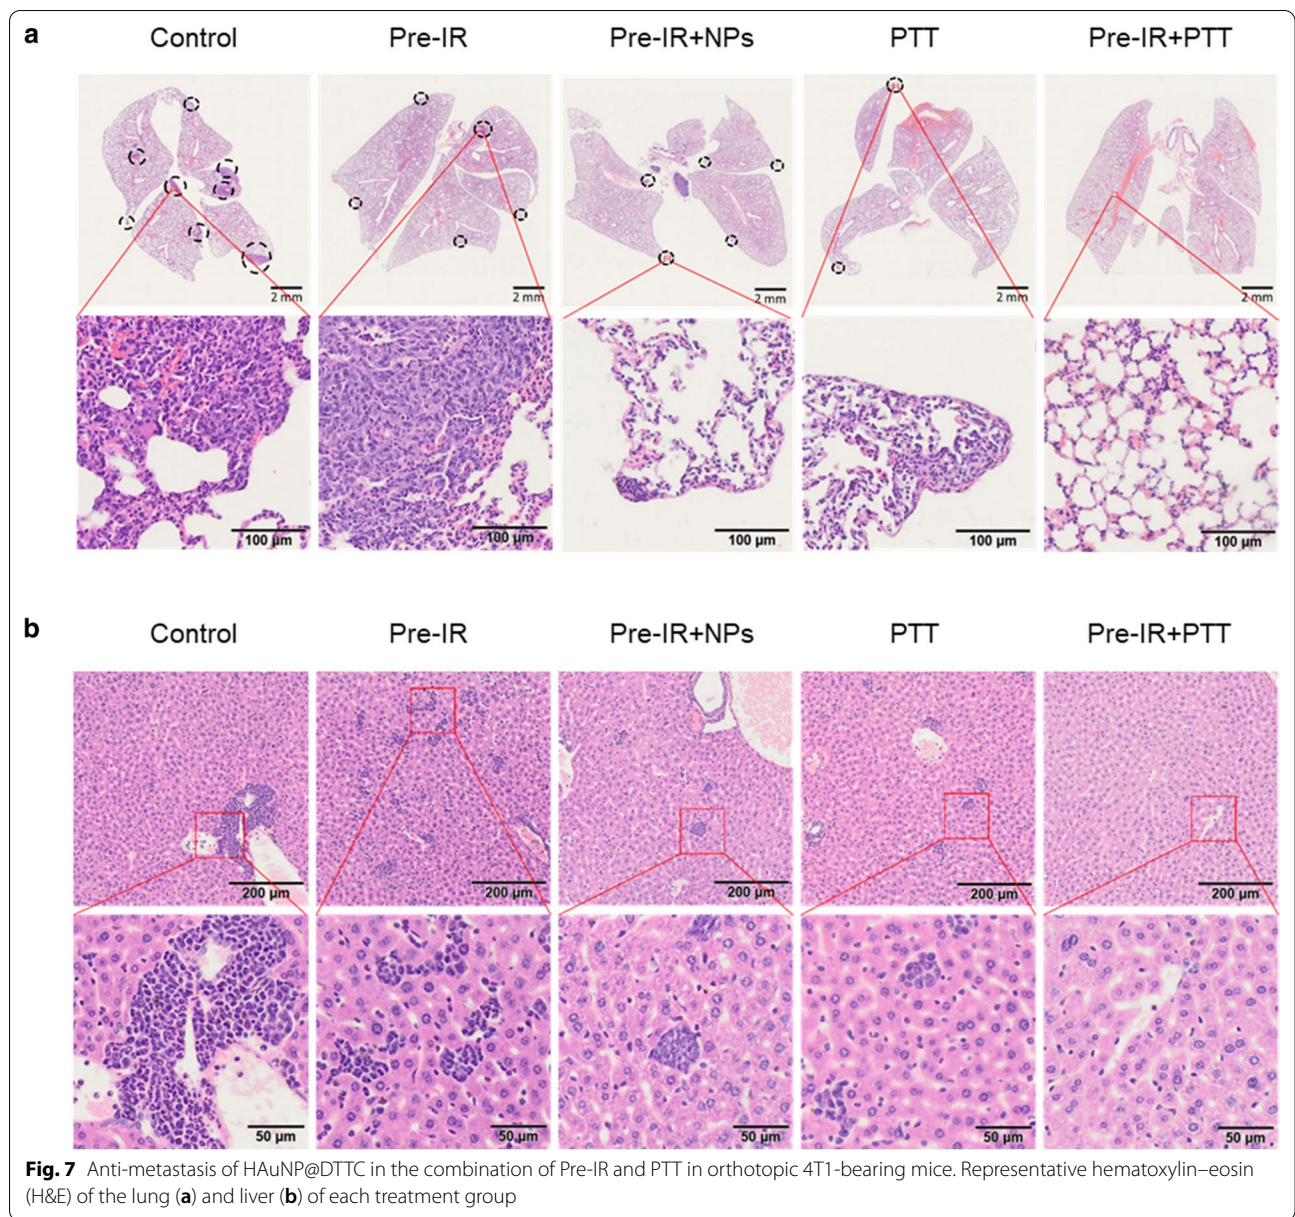 a
Control Pre-IR Pre-IR+NPs PTT Pre-IR+PTT
2 mm 2 mm 2 mm 2 mm 2 mm
100 μm 100 μm 100 μm 100 μm 100 μm
b
Control Pre-IR Pre-IR+NPs PTT Pre-IR+PTT
200 μm 200 μm 200 μm 200 μm 200 μm
50 μm 50 μm 50 μm 50 μm 50 μm
Fig. 7 Anti-metastasis of HAuNP@DTTC in the combination of Pre-IR and PTT in orthotopic 4T1-bearing mice. Representative hematoxylin–eosin
(H&E) of the lung (a) and liver (b) of each treatment group